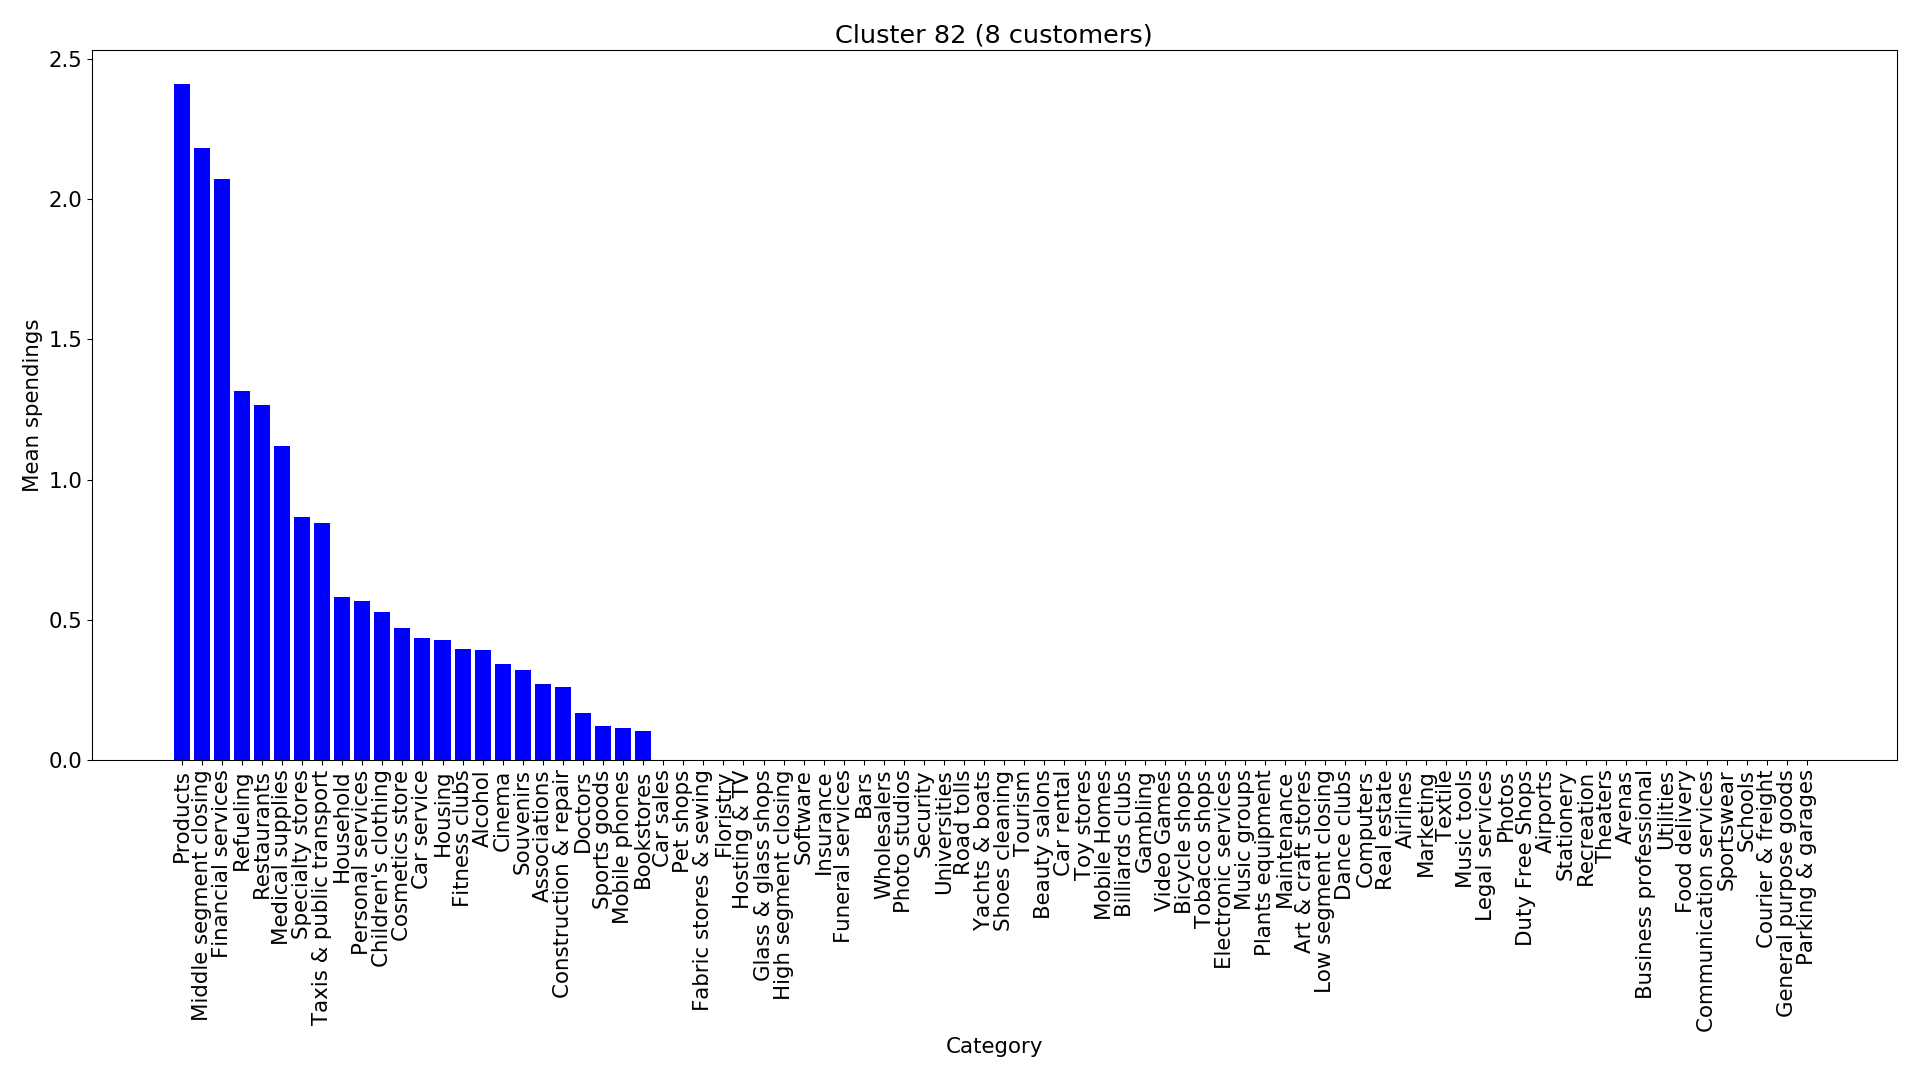 Cluster 82 (8 customers)
Mean spendings
2.5
2.0
1.5
1.0
0.5
0.0
Products
Middle segment closing
Financial services
Refueling
Restaurants
Medical supplies
Specialty stores
Taxis & public transport
Household
Personal services
Children's clothing
Cosmetics store
Car service
Housing
Fitness clubs
Alcohol
Cinema
Souvenirs
Associations
Construction & repair
Doctors
Sports goods
Mobile phones
Bookstores
Car sales
Pet shops
Fabric stores & sewing
Floristry
Hosting & TV
Glass & glass shops
High segment closing
Software
Insurance
Funeral services
Bars
Wholesalers
Photo studios
Security
Universities
Road tolls
Yachts & boats
Shoes cleaning
Tourism
Beauty salons
Car rental
Toy stores
Mobile Homes
Billiards clubs
Gambling
Video Games
Bicycle shops
Tobacco shops
Electronic services
Music groups
Plants equipment
Maintenance
Art & craft stores
Low segment closing
Dance clubs
Computers
Real estate
Airlines
Marketing
Textile
Music tools
Legal services
Photos
Duty Free Shops
Airports
Stationery
Recreation
Theaters
Arenas
Business professional
Utilities
Food delivery
Communication services
Sportswear
Schools
Courier & freight
General purpose goods
Parking & garages
Category